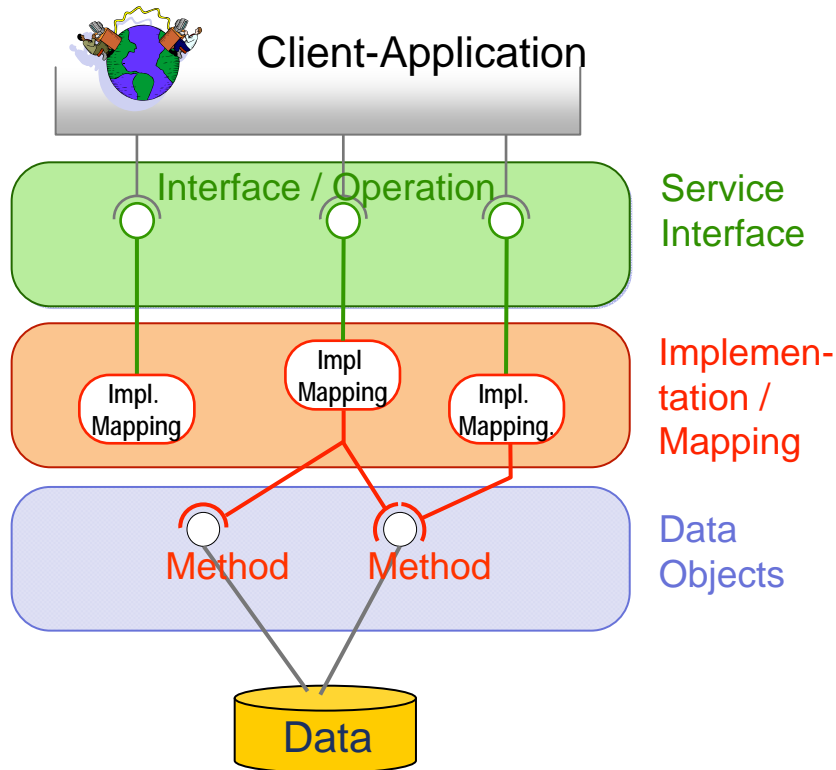 Client-Application
Interface / Operation
Service
Interface
Impl.
Mapping
Impl
Mapping
Impl.
Mapping.
Implemen-
tation /
Mapping
Method
Method
Data
Objects
Data